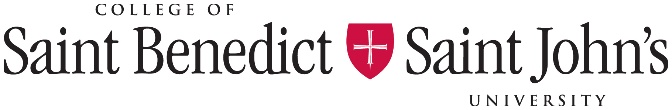 COLLEGE OF
Saint Benedict Saint John's
UNIVERSITY